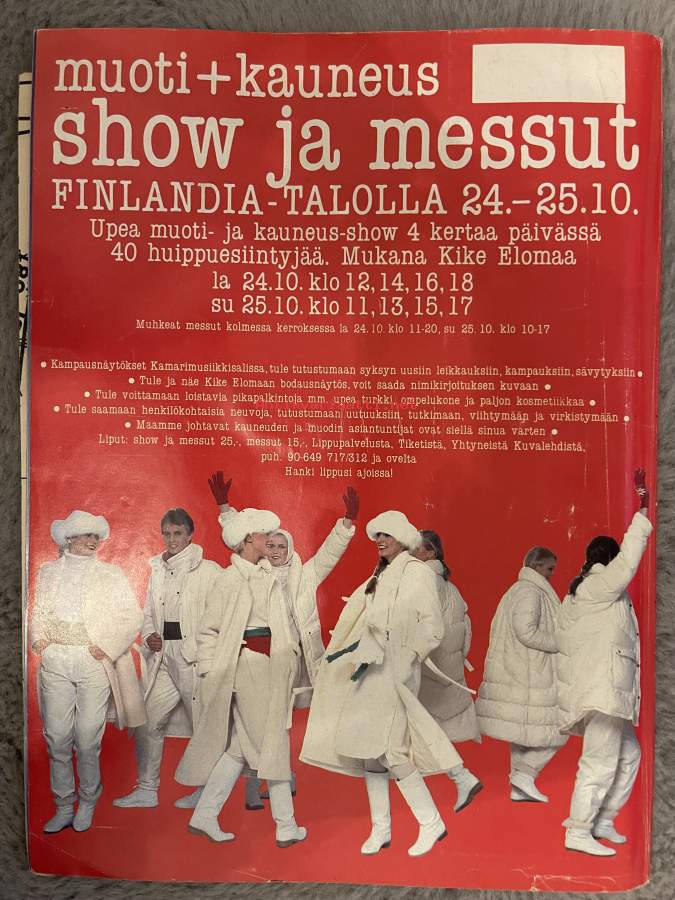 muoti+kauneus
show ja messut
FINLANDIA-TALOLLA 24.–25.10.
Upea muoti- ja kauneus-show 4 kertaa päivässä
40 huippuesiintyjää. Mukana Kike Elomaa
la 24.10. klo 12,14,16,18
su 25.10. klo 11,13,15,17
Muhkeat messut kolmessa kerroksessa la 24.10. klo 11-20, su 25.10. klo 10-17
• Kampausnäytökset Kamarimusiikkisalissa, tule tutustumaan syksyn uusiin leikkauksiin, kampauksiin, sävytyksiin •
• Tule ja näe Kike Elomaan bodausnäytös, voit saada nimikirjoituksen kuvaan •
• Tule voittamaan loistavia pikapalkintoja mm. upea turkki, ompelukone ja paljon kosmetiikkaa •
• Tule saamaan henkilökohtaisia neuvoja, tutustumaan uutuuksiin, tutkimaan, viihtymään ja virkistymään •
• Maamme johtavat kauneuden ja muodin asiantuntijat ovat siellä sinua varten •
Liput: show ja messut 25,-, messut 15,-, Lippupalvelusta, Tiketistä, Yhtyneistä Kuvalehdistä,
puh. 90-649 717/312 ja ovelta
Hanki lippusi ajoissa!